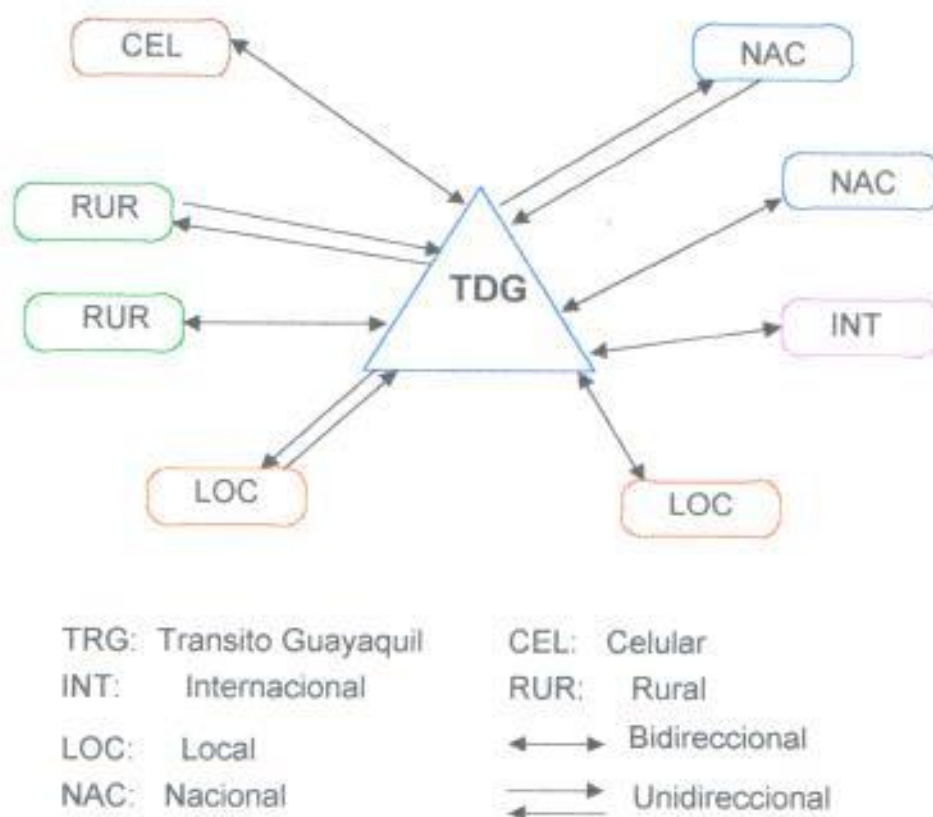 CEL
NAC
RUR
NAC
TDG
RUR
INT
LOC
LOC
TRG: Transito Guayaquil
CEL: Celular
INT: Internacional
RUR: Rural
LOC: Local
Bidireccional
NAC: Nacional
Unidireccional